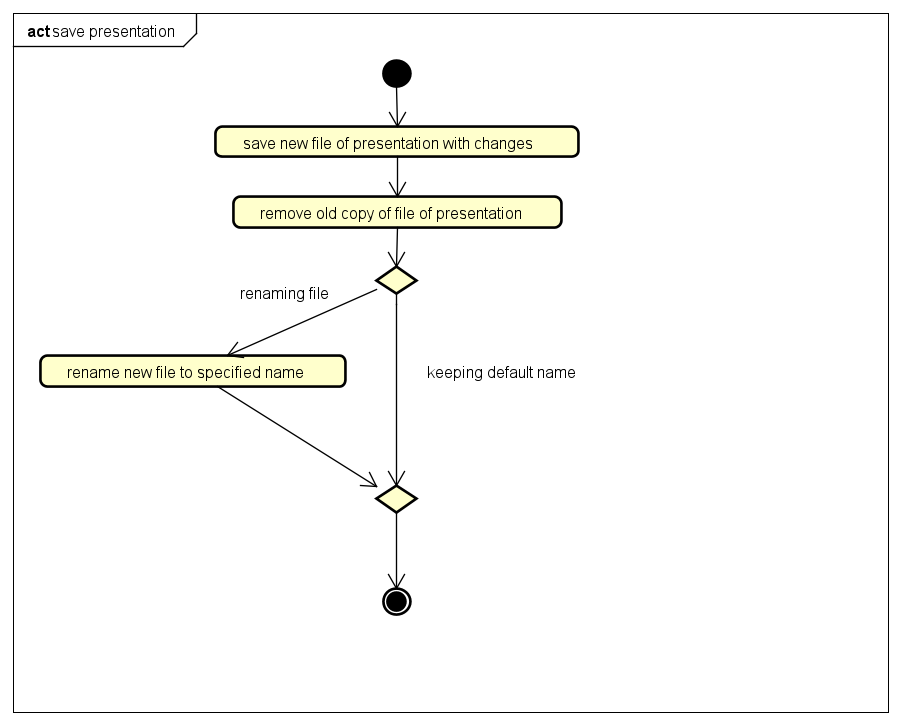 act save presentation
save new file of presentation with changes
remove old copy of file of presentation
renaming file
rename new file to specified name
keeping default name